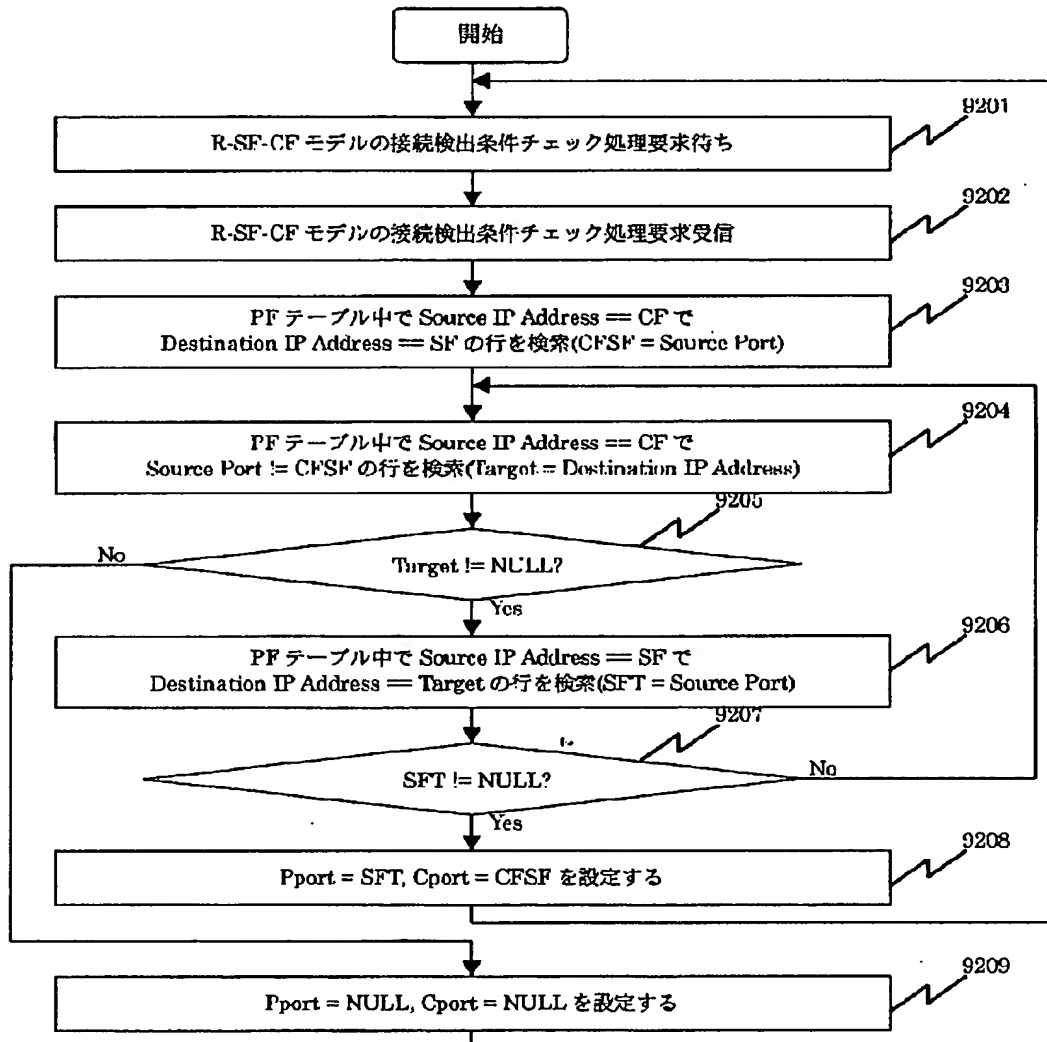 開始
9201
R-SF-CF モデルの接続検出条件チェック処理要求待ち
9202
R-SF-CF モデルの接続検出条件チェック処理要求受信
9203
PF テーブル中で Source IP Address == CF で
Destination IP Address == SF の行を検索(CFSF = Source Port)
9204
PF テーブル中で Source IP Address == CF で
Source Port != CFSF の行を検索(Target = Destination IP Address)
9205
No
Target != NULL?
Yes
9206
PF テーブル中で Source IP Address == SF で
Destination IP Address == Target の行を検索(SFT = Source Port)
9207
SFT != NULL?
No
Yes
9208
Pport = SFT, Cport = CFSF を設定する
9209
Pport = NULL, Cport = NULL を設定する